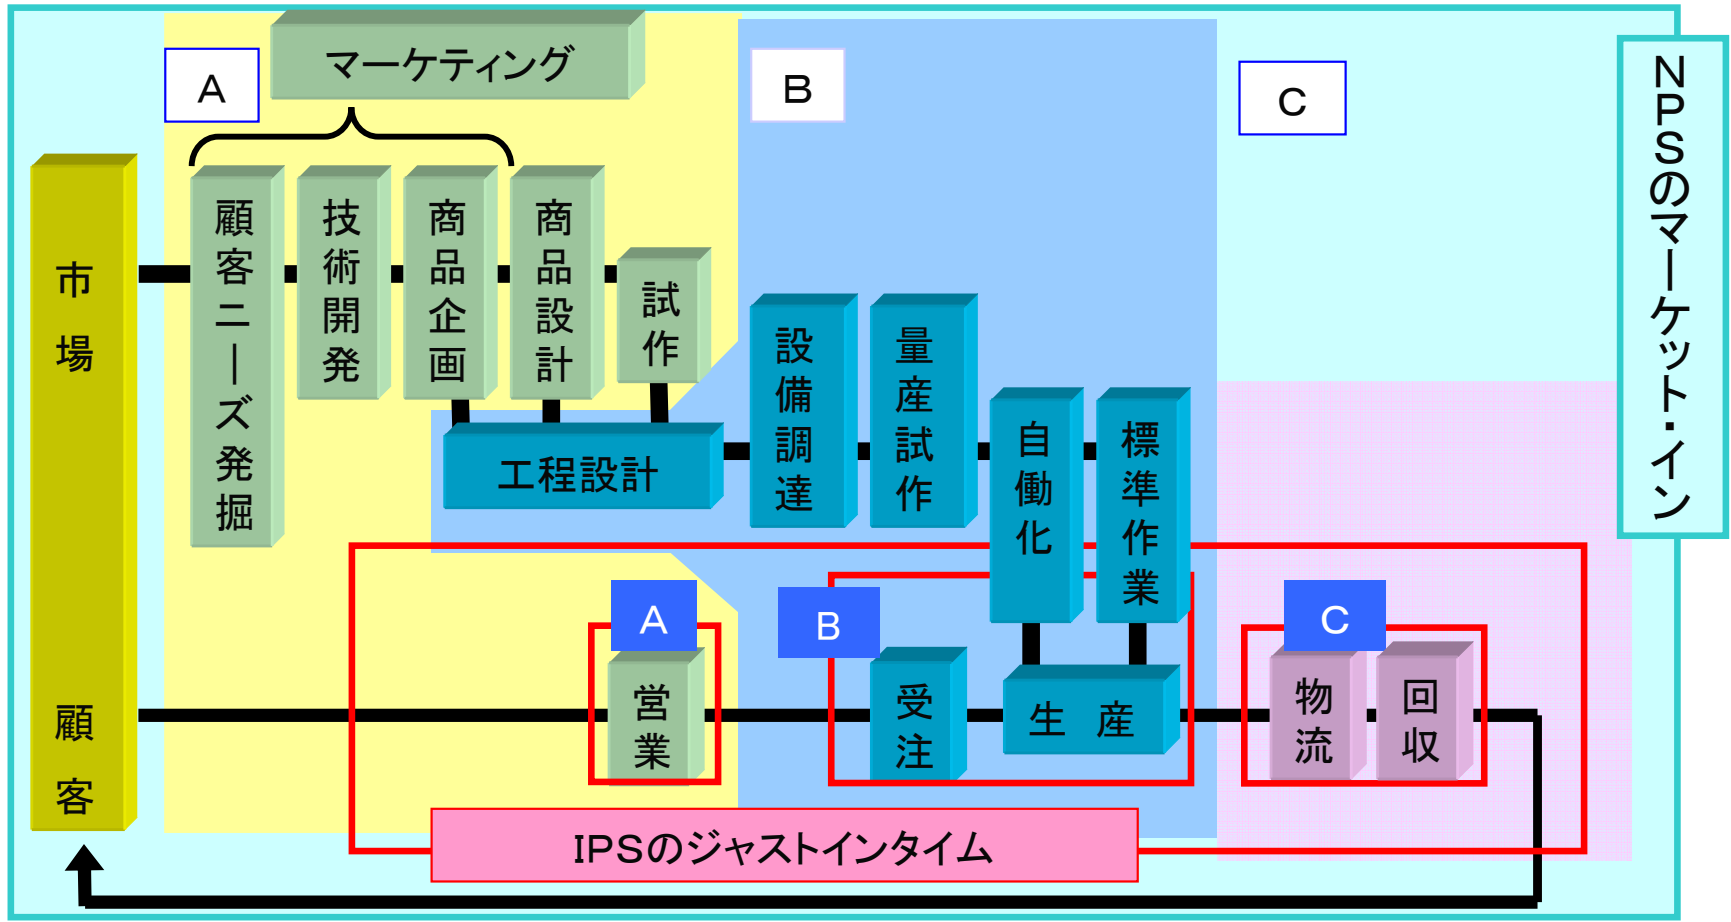 マーケティング
A
B
C
NPSのマーケット・イン
市場
顧客
顧客ニーズ発掘
技術開発
商品企画
商品設計
試作
工程設計
設備調達
量産試作
自働化
標準作業
A
B
C
営業
受注
生産
物流
回収
IPSのジャストインタイム